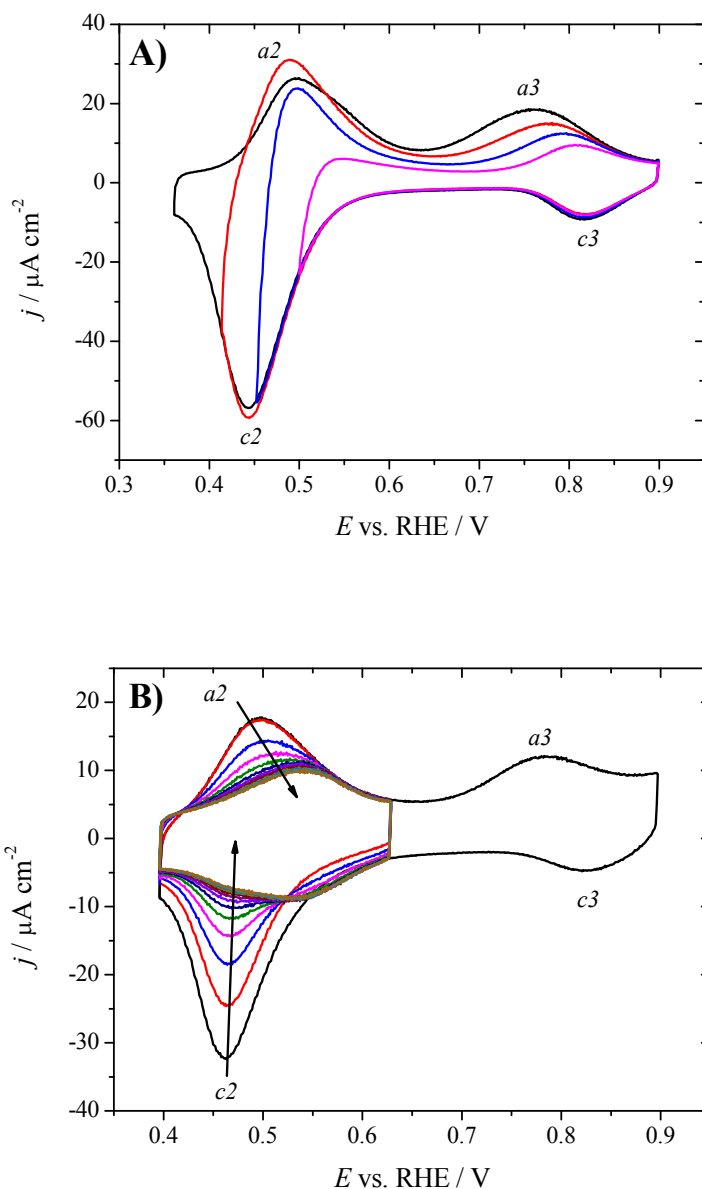 A)
a2
a3
c2
c3
40
20
0
-20
-40
-60
0.3 0.4 0.5 0.6 0.7 0.8 0.9
j / µA cm⁻²
E vs. RHE / V
B)
a2
a3
c2
c3
20
10
0
-10
-20
-30
-40
0.4 0.5 0.6 0.7 0.8 0.9
j / µA cm⁻²
E vs. RHE / V